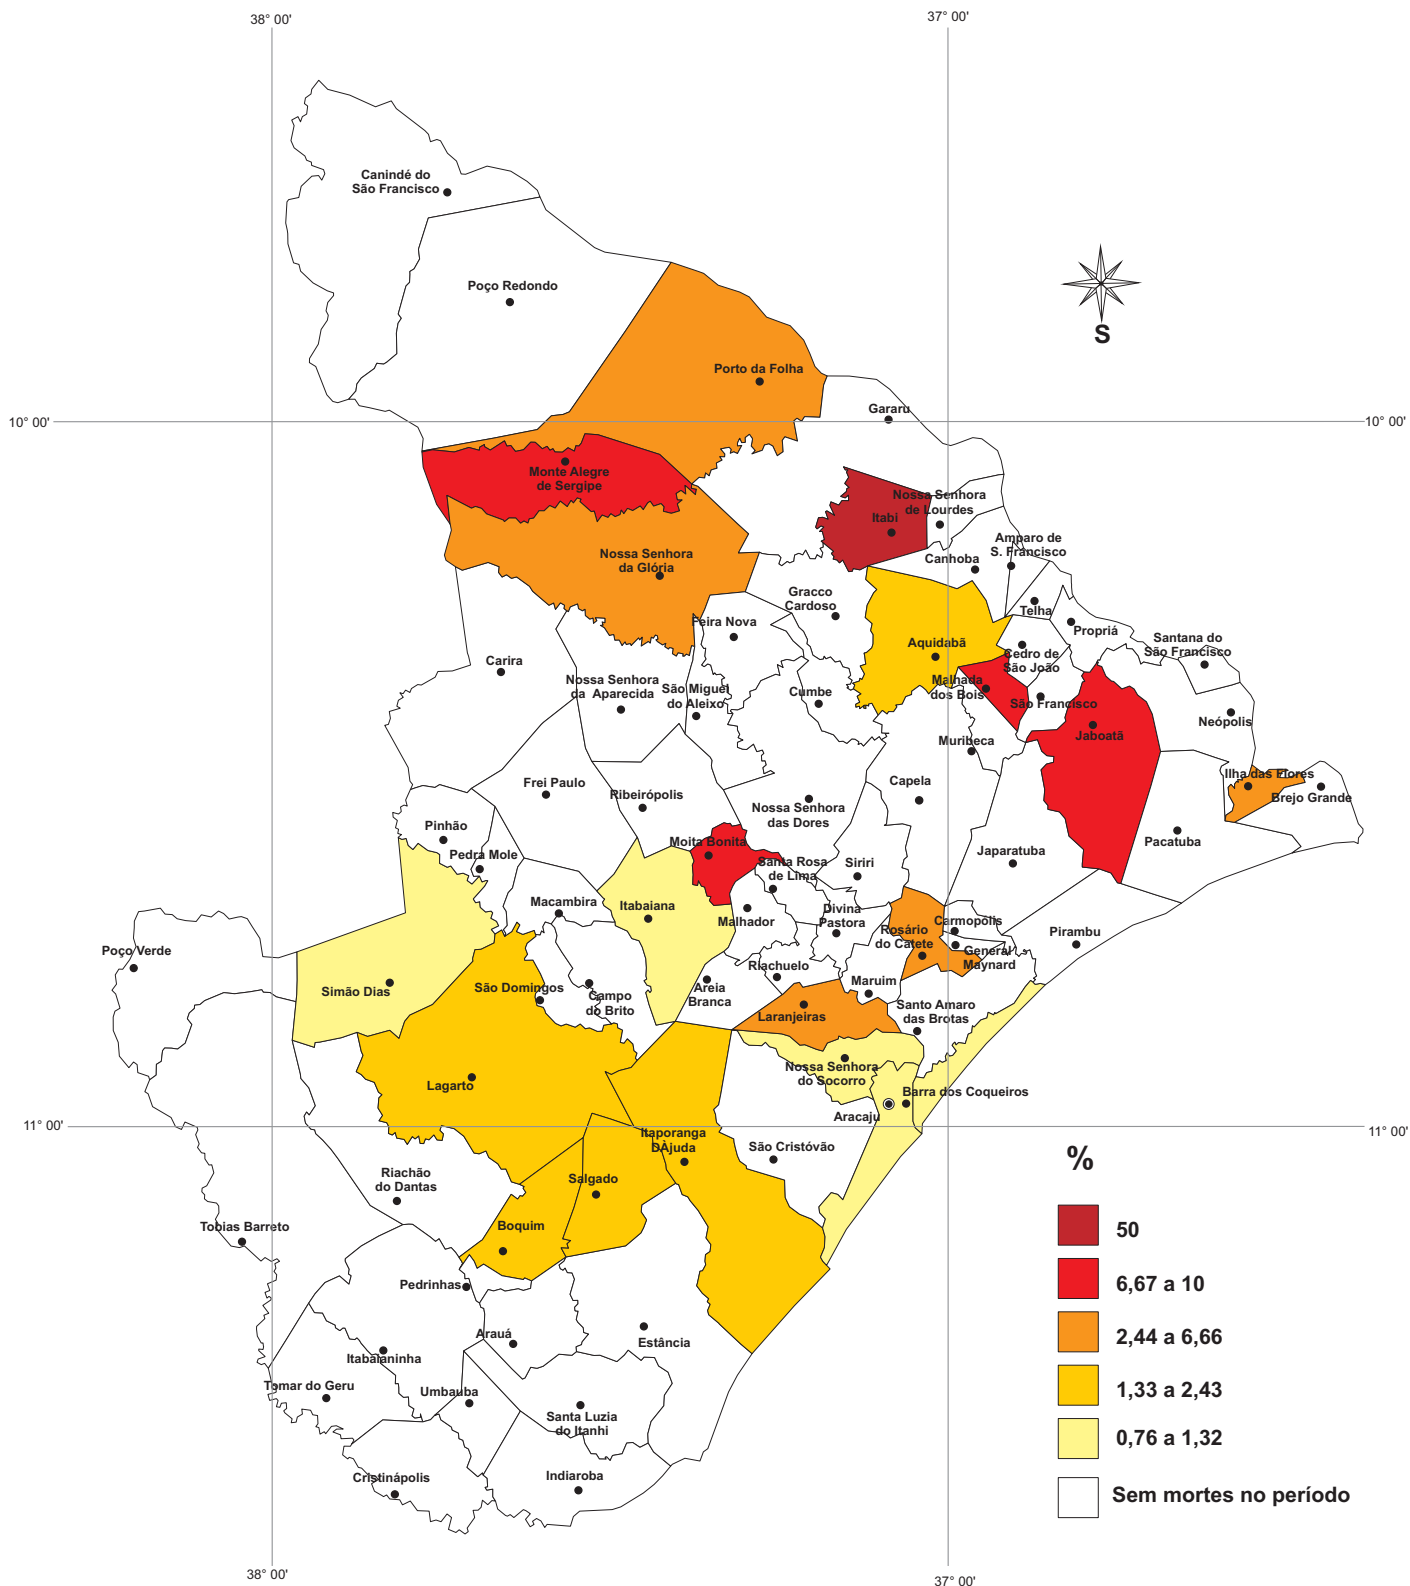 38° 00'
37° 00'
Canindé do
São Francisco
Poço Redondo
S
Porto da Folha
Gararu
10° 00'
10° 00'
Monte Alegre
de Sergipe
Nossa Senhora
de Lourdes
Itabi
Amparo de
S. Francisco
Nossa Senhora
da Glória
Canhoba
Gracco
Cardoso
Telha
Feira Nova
Propriá
Santana do
São Francisco
Aquidabã
Cedro de
São João
Carira
Nossa Senhora
da Aparecida
São Miguel
do Aleixo
Cumbe
Malhada
dos Bois
São Francisco
Neópolis
Jaboatã
Muribeca
Frei Paulo
Ribeirópolis
Capela
Ilha das Flores
Brejo Grande
Nossa Senhora
das Dores
Pinhão
Moita Bonita
Pacatuba
Pedra Mole
Santa Rosa
de Lima
Siriri
Japaratuba
Macambira
Itabaiana
Malhador
Divina
Pastora
Carmopolis
Rosário
do Catete
Pirambu
Poço Verde
General
Maynard
Riachuelo
Simão Dias
São Domingos
Campo
do Brito
Areia
Branca
Maruim
Laranjeiras
Santo Amaro
das Brotas
Lagarto
Nossa Senhora
do Socorro
Barra dos Coqueiros
Aracaju
11° 00'
11° 00'
Itaporanga
DÀjuda
São Cristóvão
%
Riachão
do Dantas
Salgado
Tobias Barreto
Boquim
50
Pedrinhas
6,67 a 10
Arauá
Estância
2,44 a 6,66
Itabaianinha
Tomar do Geru
Umbauba
1,33 a 2,43
Santa Luzia
do Itanhi
0,76 a 1,32
Cristinápolis
Indiaroba
Sem mortes no período
38° 00'
37° 00'